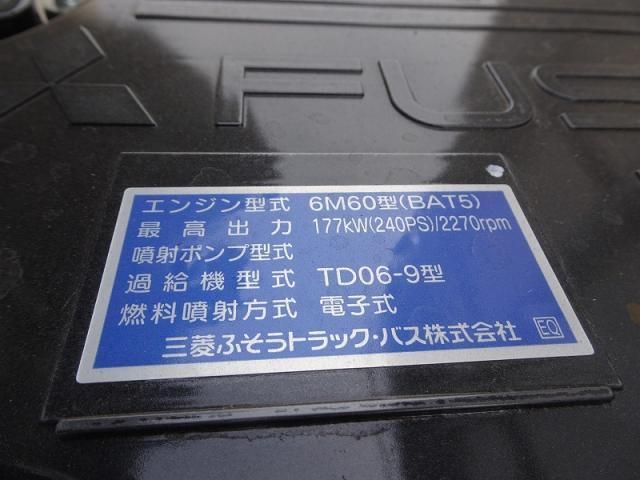 FUS
エンジン型式 6M60型(BAT5)
最高出力 177kW(240PS)/2270rpm
噴射ポンプ型式
過給機型式 TD06-9型
燃料噴射方式 電子式
三菱ふそうトラック・バス株式会社 EQ